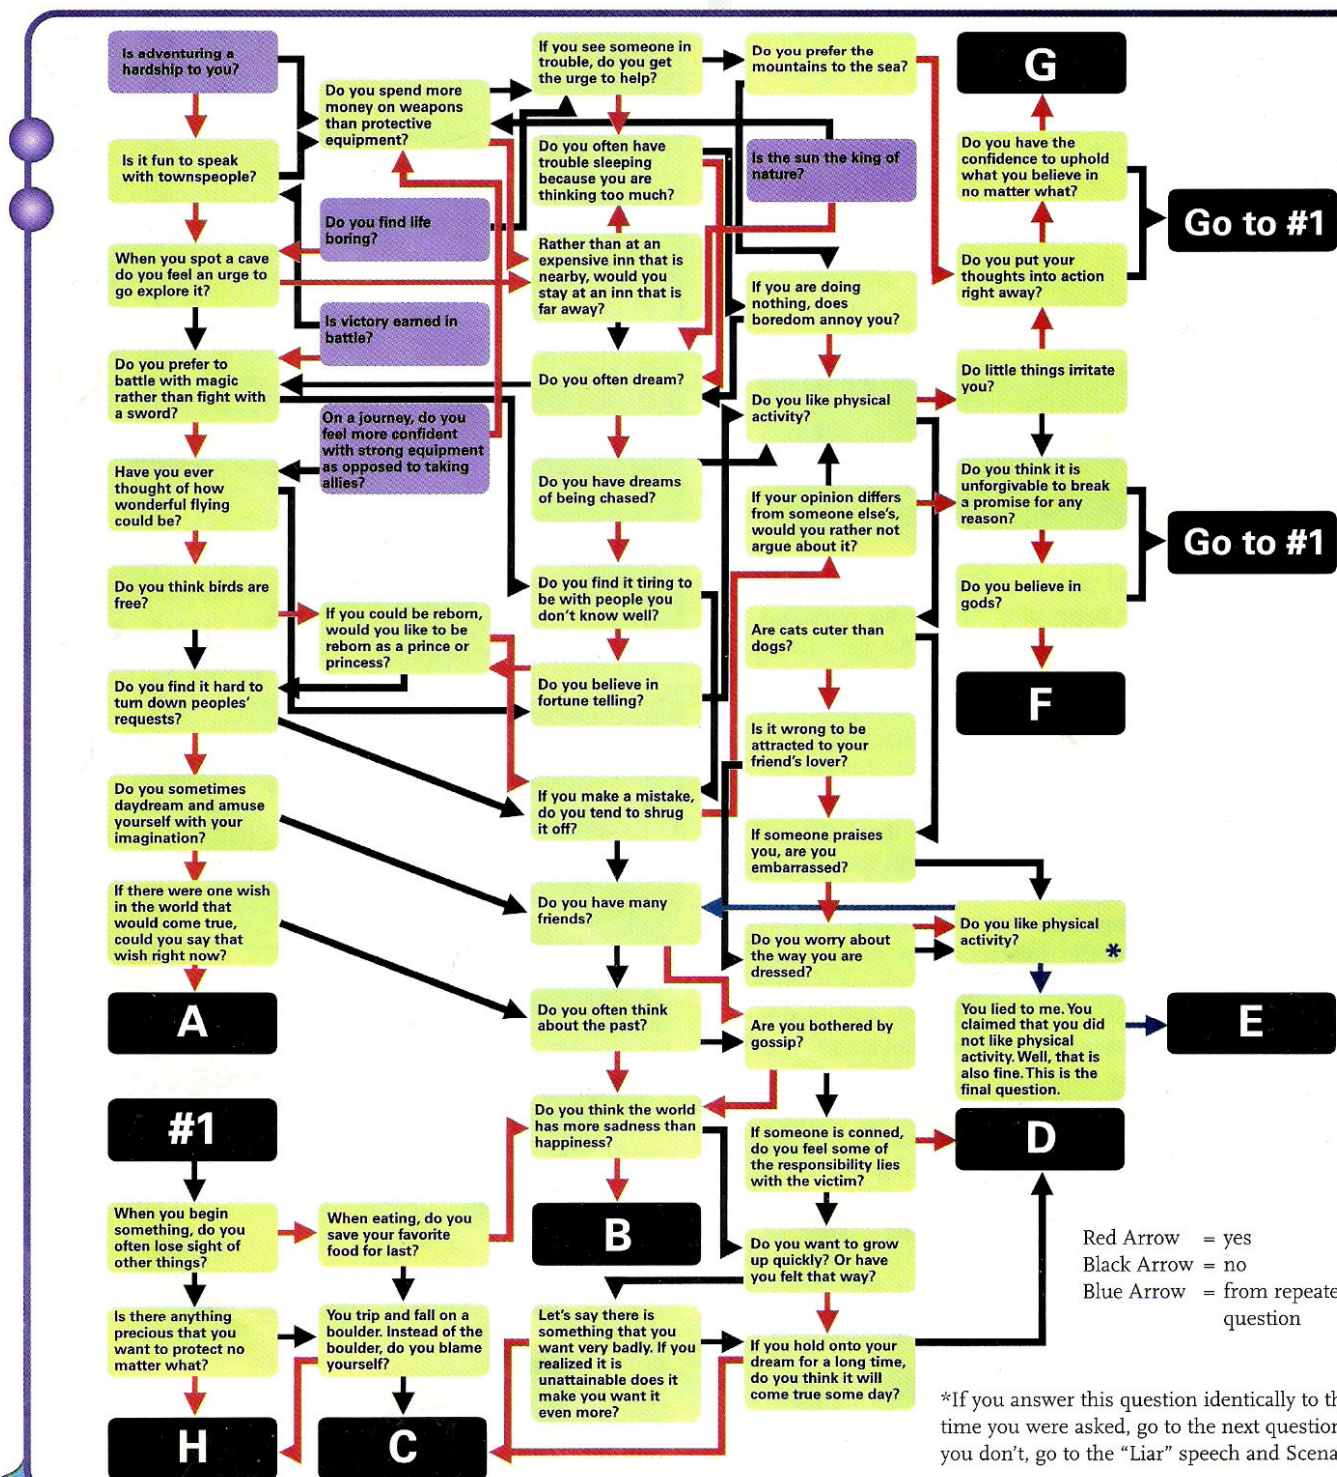 Is adventuring a
hardship to you?
Is it fun to speak
with townspeople?
When you spot a cave
do you feel an urge to
go explore it?
Do you prefer to
battle with magic
rather than fight with
a sword?
Have you ever
thought of how
wonderful flying
could be?
Do you think birds are
free?
Do you find it hard to
turn down peoples'
requests?
Do you sometimes
daydream and amuse
yourself with your
imagination?
If there were one wish
in the world that
would come true,
could you say that
wish right now?
A
#1
When you begin
something, do you
often lose sight of
other things?
Is there anything
precious that you
want to protect no
matter what?
H
Do you spend more
money on weapons
than protective
equipment?
Do you find life
boring?
Is victory earned in
battle?
On a journey, do you
feel more confident
with strong equipment
as opposed to taking
allies?
If you could be reborn,
would you like to be
reborn as a prince or
princess?
When eating, do you
save your favorite
food for last?
You trip and fall on a
boulder. Instead of the
boulder, do you blame
yourself?
C
If you see someone in
trouble, do you get
the urge to help?
Do you often have
trouble sleeping
because you are
thinking too much?
Rather than at an
expensive inn that is
nearby, would you
stay at an inn that is
far away?
Do you often dream?
Do you have dreams
of being chased?
Do you find it tiring to
be with people you
don't know well?
Do you believe in
fortune telling?
If you make a mistake,
do you tend to shrug
it off?
Do you have many
friends?
Do you often think
about the past?
Do you think the world
has more sadness than
happiness?
B
Let's say there is
something that you
want very badly. If you
realized it is
unattainable does it
make you want it
even more?
Do you prefer the
mountains to the sea?
Is the sun the king of
nature?
If you are doing
nothing, does
boredom annoy you?
Do you like physical
activity?
If your opinion differs
from someone else's,
would you rather not
argue about it?
Are cats cuter than
dogs?
Is it wrong to be
attracted to your
friend's lover?
If someone praises
you, are you
embarrassed?
Do you worry about
the way you are
dressed?
Are you bothered by
gossip?
If someone is conned,
do you feel some of
the responsibility lies
with the victim?
Do you want to grow
up quickly? Or have
you felt that way?
If you hold onto your
dream for a long time,
do you think it will
come true some day?
G
Do you have the
confidence to uphold
what you believe in
no matter what?
Do you put your
thoughts into action
right away?
Go to #1
Do little things irritate
you?
Do you think it is
unforgivable to break
a promise for any
reason?
Do you believe in
gods?
Go to #1
F
Do you like physical
activity?
*
You lied to me. You
claimed that you did
not like physical
activity. Well, that is
also fine. This is the
final question.
E
D
Red Arrow = yes
Black Arrow = no
Blue Arrow = from repeate
question
*If you answer this question identically to th
time you were asked, go to the next question
you don't, go to the "Liar" speech and Scena